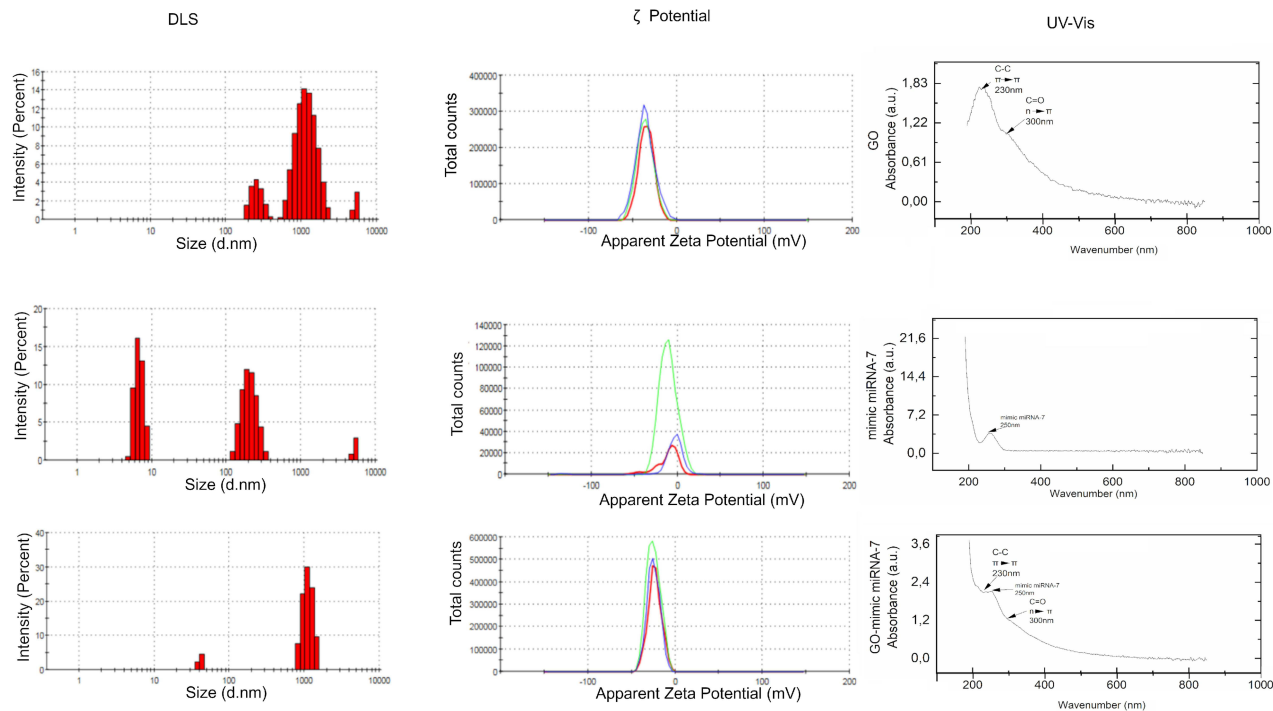 DLS
ζ Potential
UV-Vis
Intensity (Percent)
16
14
12
10
8
6
4
2
0
1
10
100
1000
10000
Size (d.nm)
Total counts
400000
300000
200000
100000
0
-100
0
100
200
Apparent Zeta Potential (mV)
GO
Absorbance (a.u.)
1,83
1,22
0,61
0,00
C-C
π ► π
230nm
C=O
n ► π
300nm
200
400
600
800
1000
Wavenumber (nm)
Intensity (Percent)
20
15
10
5
0
1
10
100
1000
10000
Size (d.nm)
Total counts
140000
120000
100000
80000
60000
40000
20000
0
-100
0
100
200
Apparent Zeta Potential (mV)
mimic miRNA-7
Absorbance (a.u.)
21,6
14,4
7,2
0,0
mimic miRNA-7
250nm
200
400
600
800
1000
Wavenumber (nm)
Intensity (Percent)
40
30
20
10
0
1
10
100
1000
10000
Size (d.nm)
Total counts
600000
500000
400000
300000
200000
100000
0
-100
0
100
200
Apparent Zeta Potential (mV)
GO-mimic miRNA-7
Absorbance (a.u.)
3,6
2,4
1,2
0,0
C-C
π ► π
230nm
mimic miRNA-7
250nm
C=O
n ► π
300nm
200
400
600
800
1000
Wavenumber (nm)